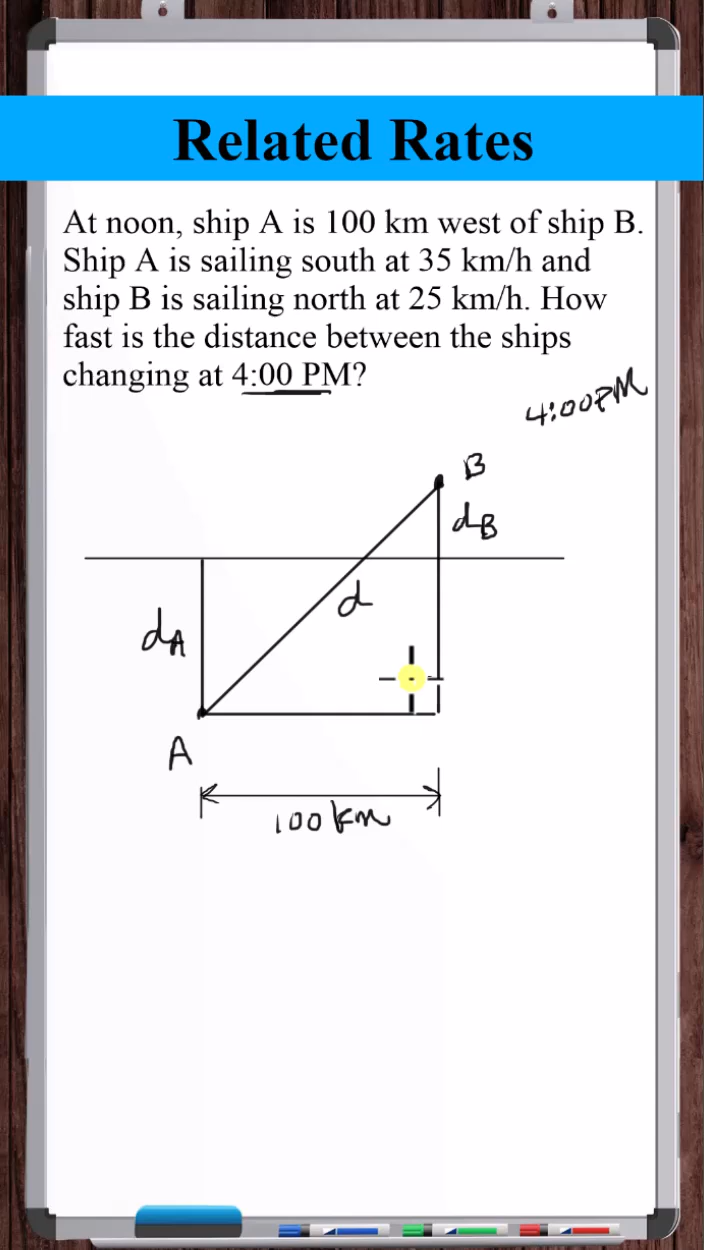 Related Rates
At noon, ship A is 100 km west of ship B.
Ship A is sailing south at 35 km/h and
ship B is sailing north at 25 km/h. How
fast is the distance between the ships
changing at 4:00 PM?
4:00PM
B
dB
d
dA
A
100 km